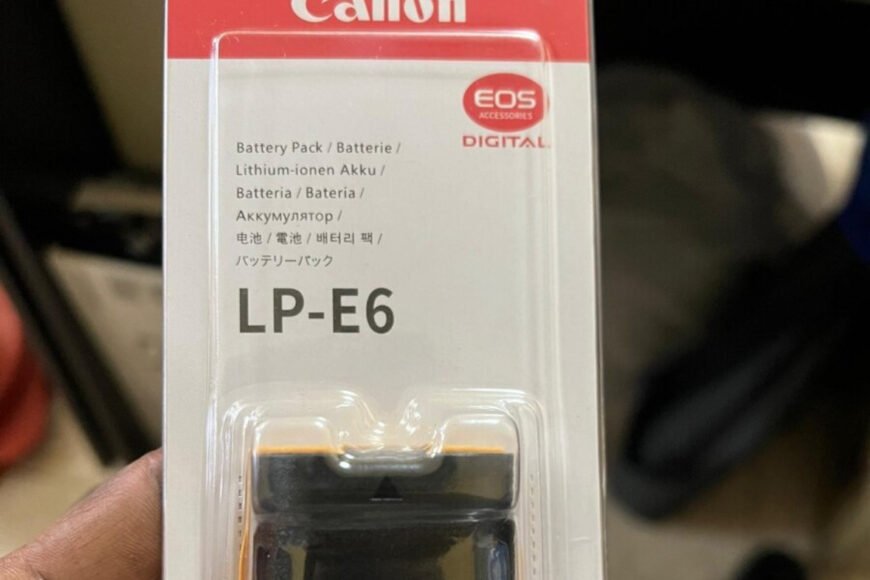 Canon
EOS
ACCESSORIES
DIGITAL
Battery Pack / Batterie /
Lithium-ionen Akku /
Batteria / Bateria /
Аккумулятор /
电池 / 電池 / 배터리 팩 /
バッテリーパック
LP-E6